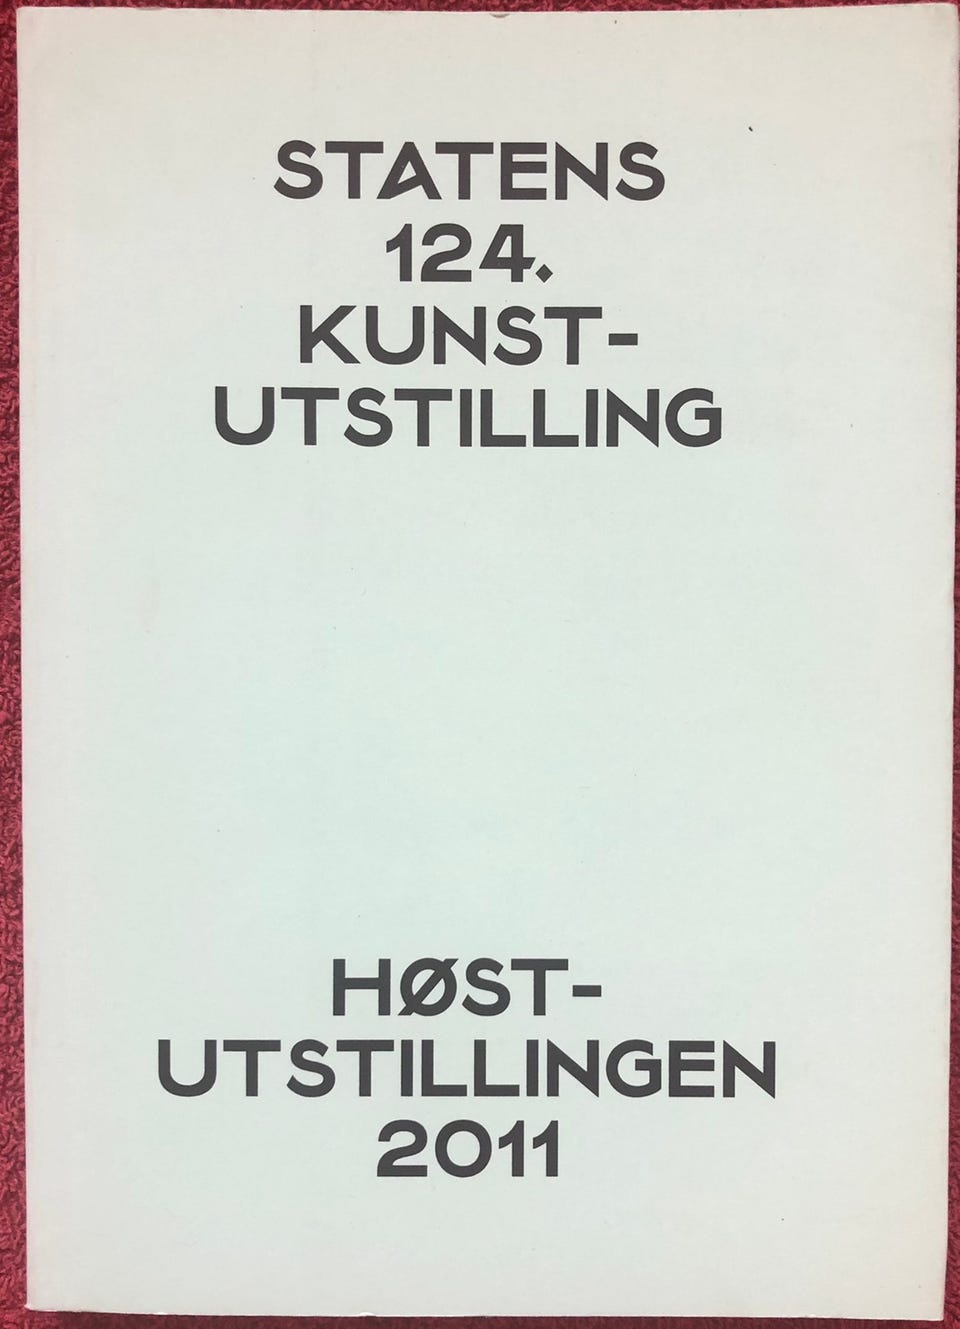 STATENS
124.
KUNST-
UTSTILLING
HØST-
UTSTILLINGEN
2011